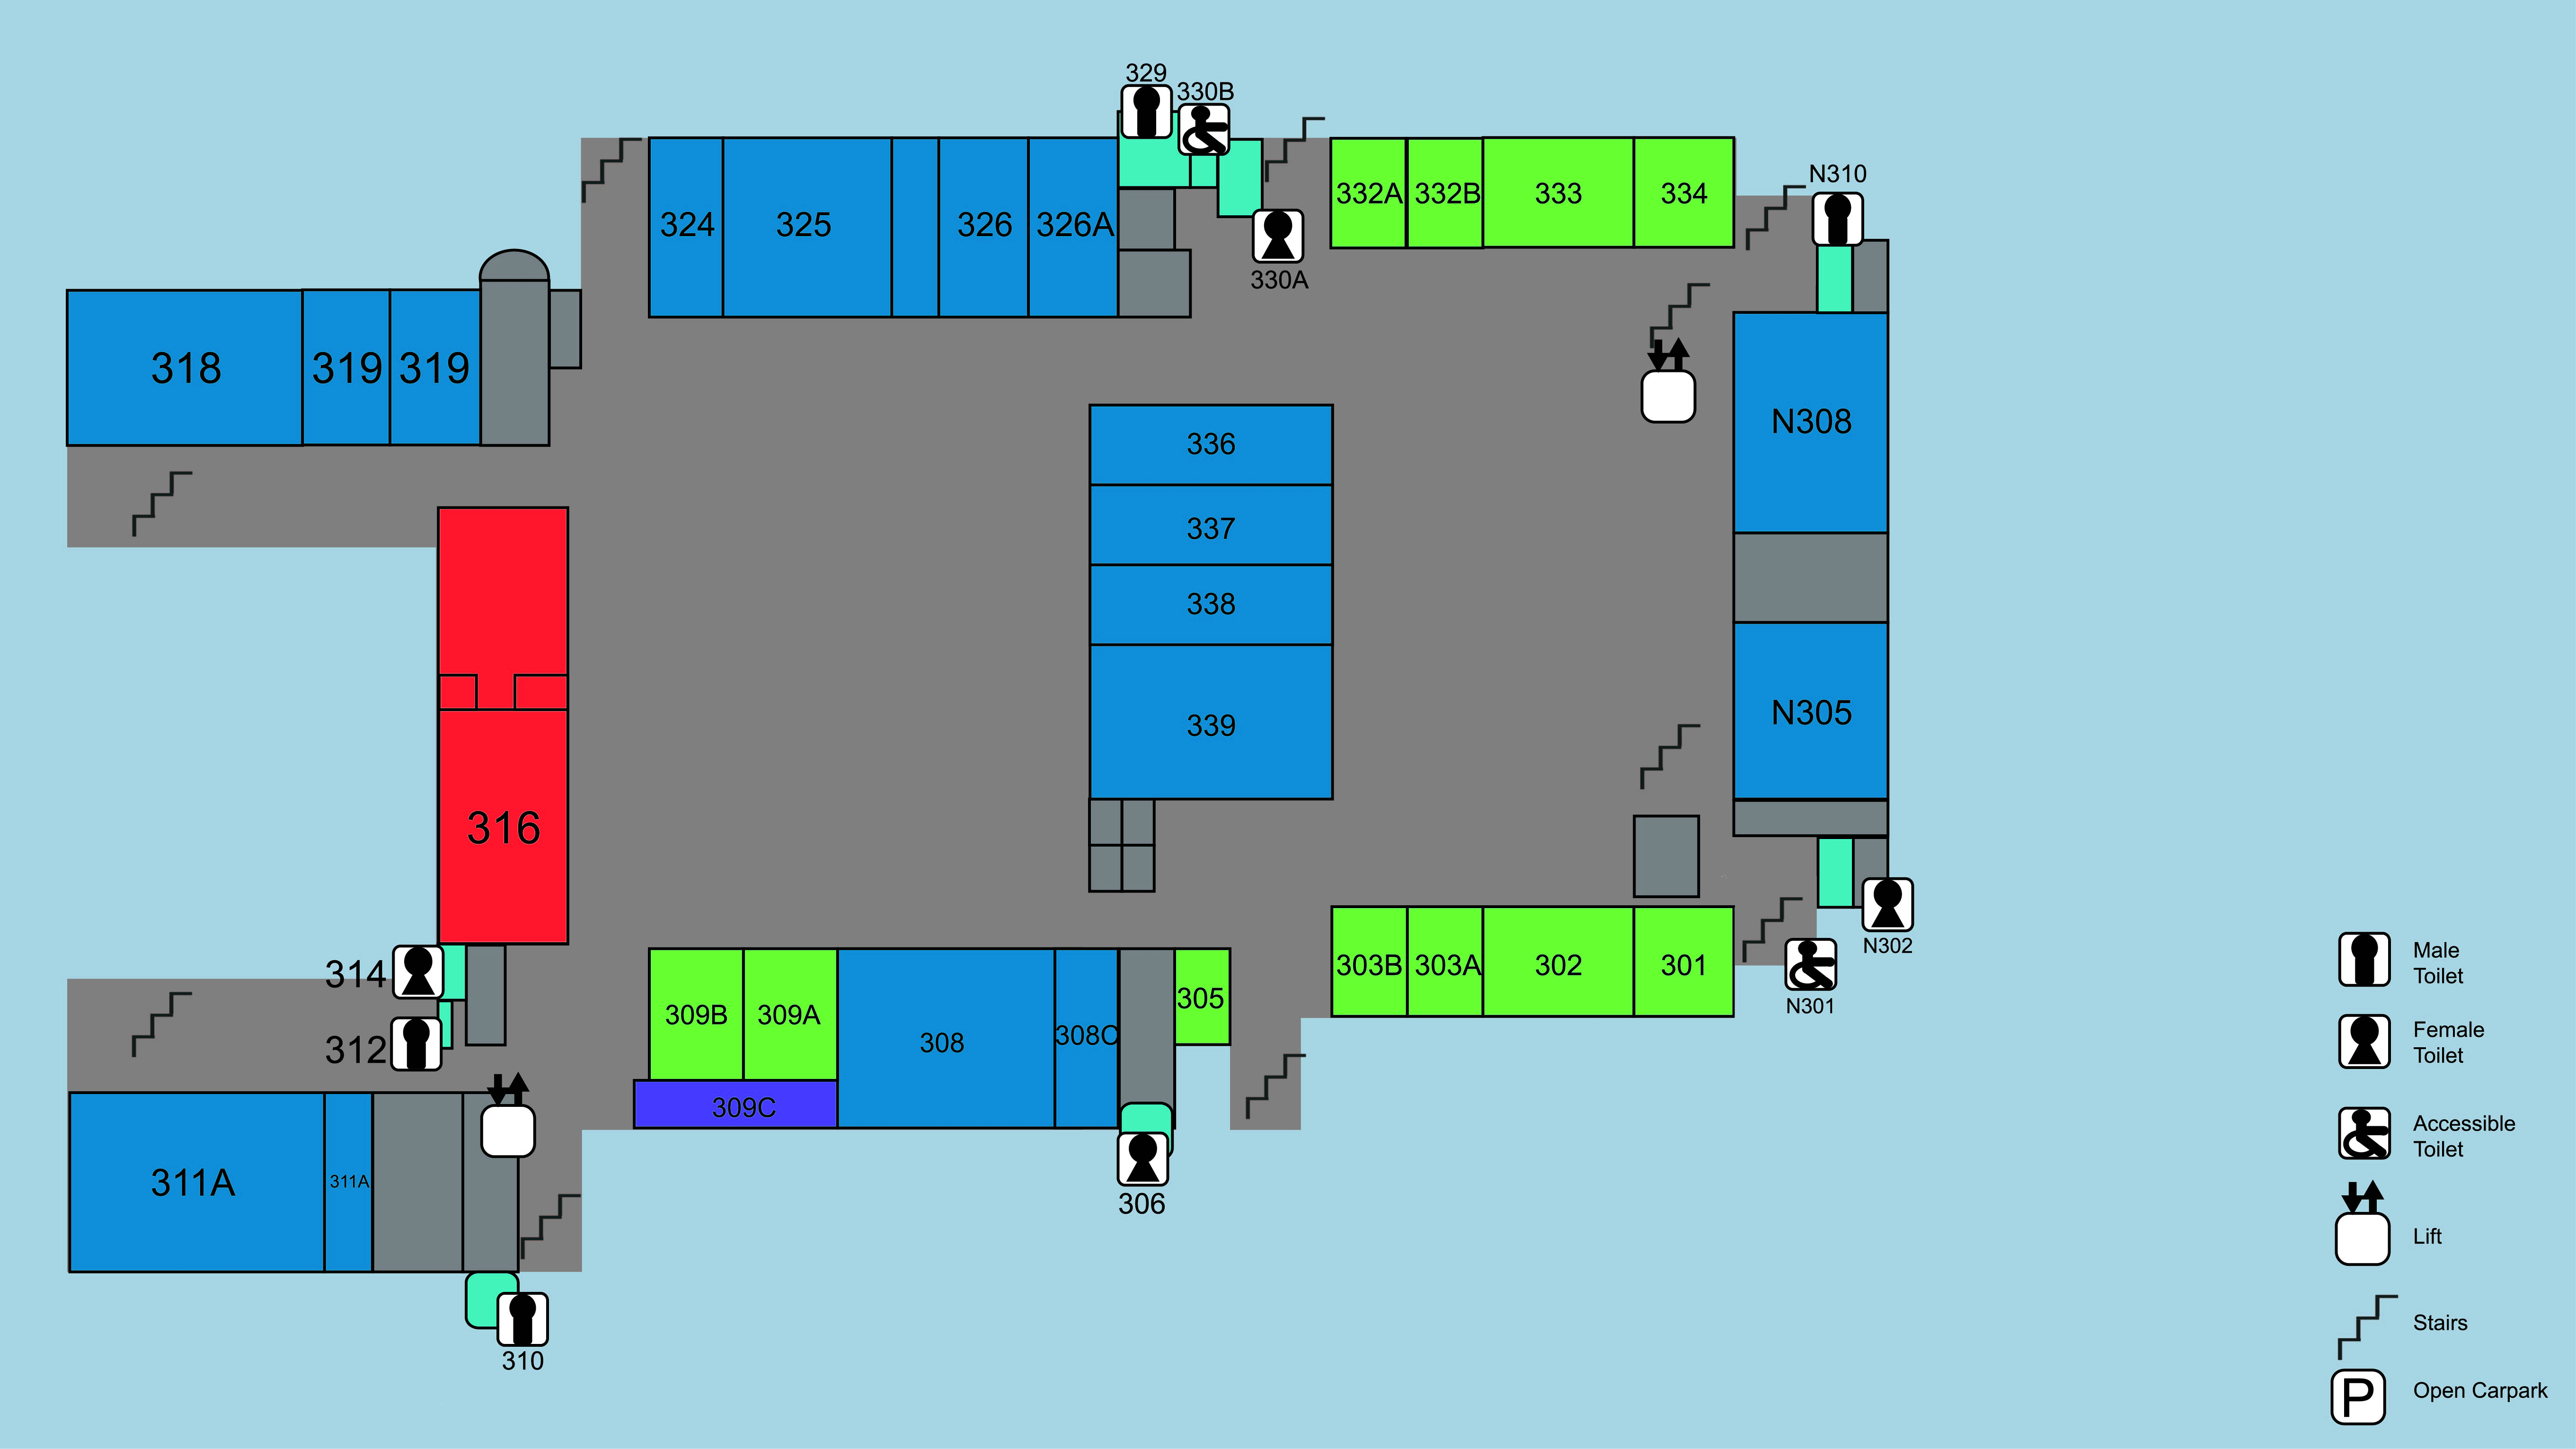 329
330B
N310
332A
332B
333
334
324
325
326
326A
330A
318
319
319
N308
336
337
338
339
N305
316
314
312
303B
303A
302
301
N302
N301
309B
309A
308
308C
305
309C
311A
311A
306
310
Male
Toilet
Female
Toilet
Accessible
Toilet
Lift
Stairs
P
Open Carpark